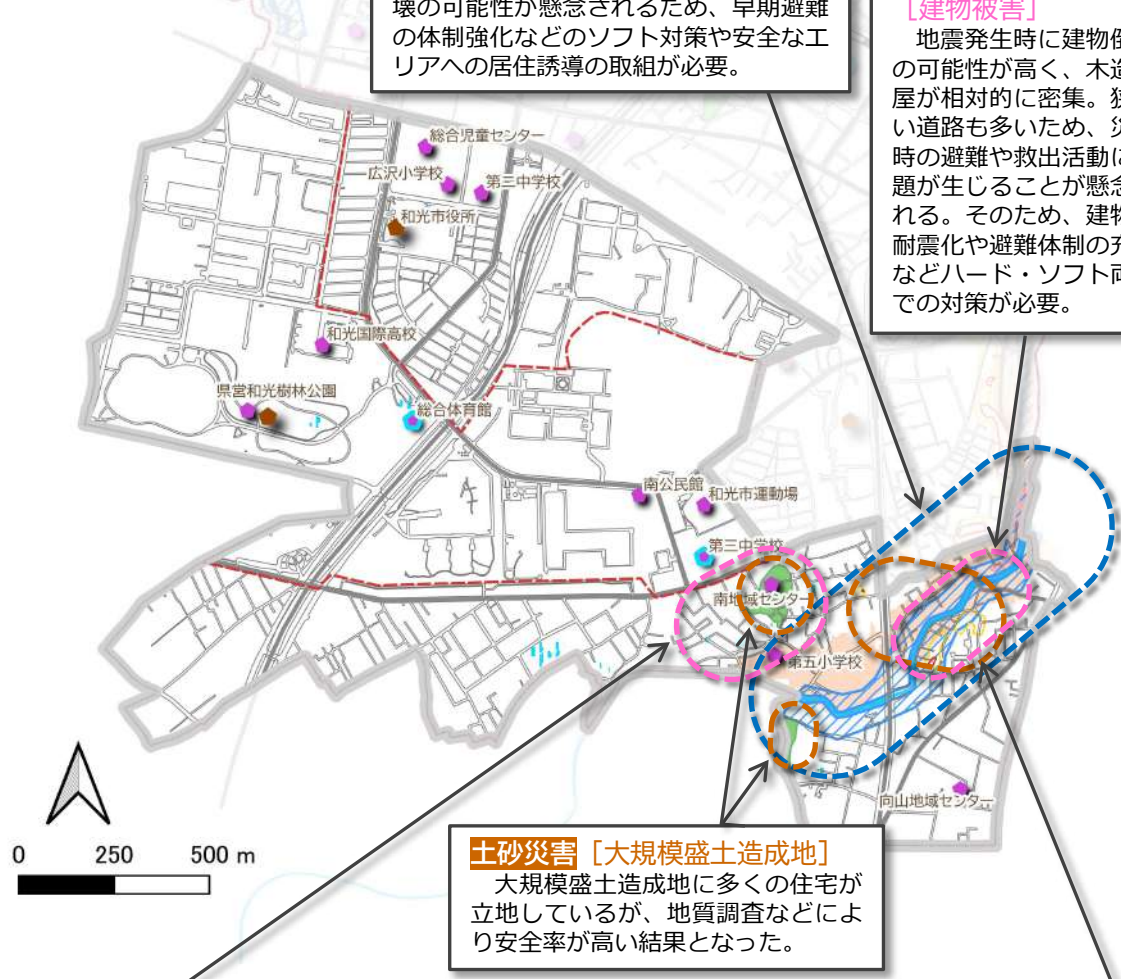 壊の可能性が懸念されるため、早期避難
の体制強化などのソフト対策や安全なエ
リアへの居住誘導の取組が必要。
[建物被害]
地震発生時に建物倒
の可能性が高く、木造
屋が相対的に密集。狭
い道路も多いため、災
時の避難や救出活動に
題が生じることが懸念
れる。そのため、建物
耐震化や避難体制の充
などハード・ソフト両
での対策が必要。
総合児童センター
広沢小学校
第三中学校
和光市役所
和光国際高校
県営和光樹林公園
総合体育館
南公民館
和光市運動場
第三中学校
南地域センター
第五小学校
向山地域センター
0 250 500 m
土砂災害 [大規模盛土造成地]
大規模盛土造成地に多くの住宅が
立地しているが、地質調査などによ
り安全率が高い結果となった。